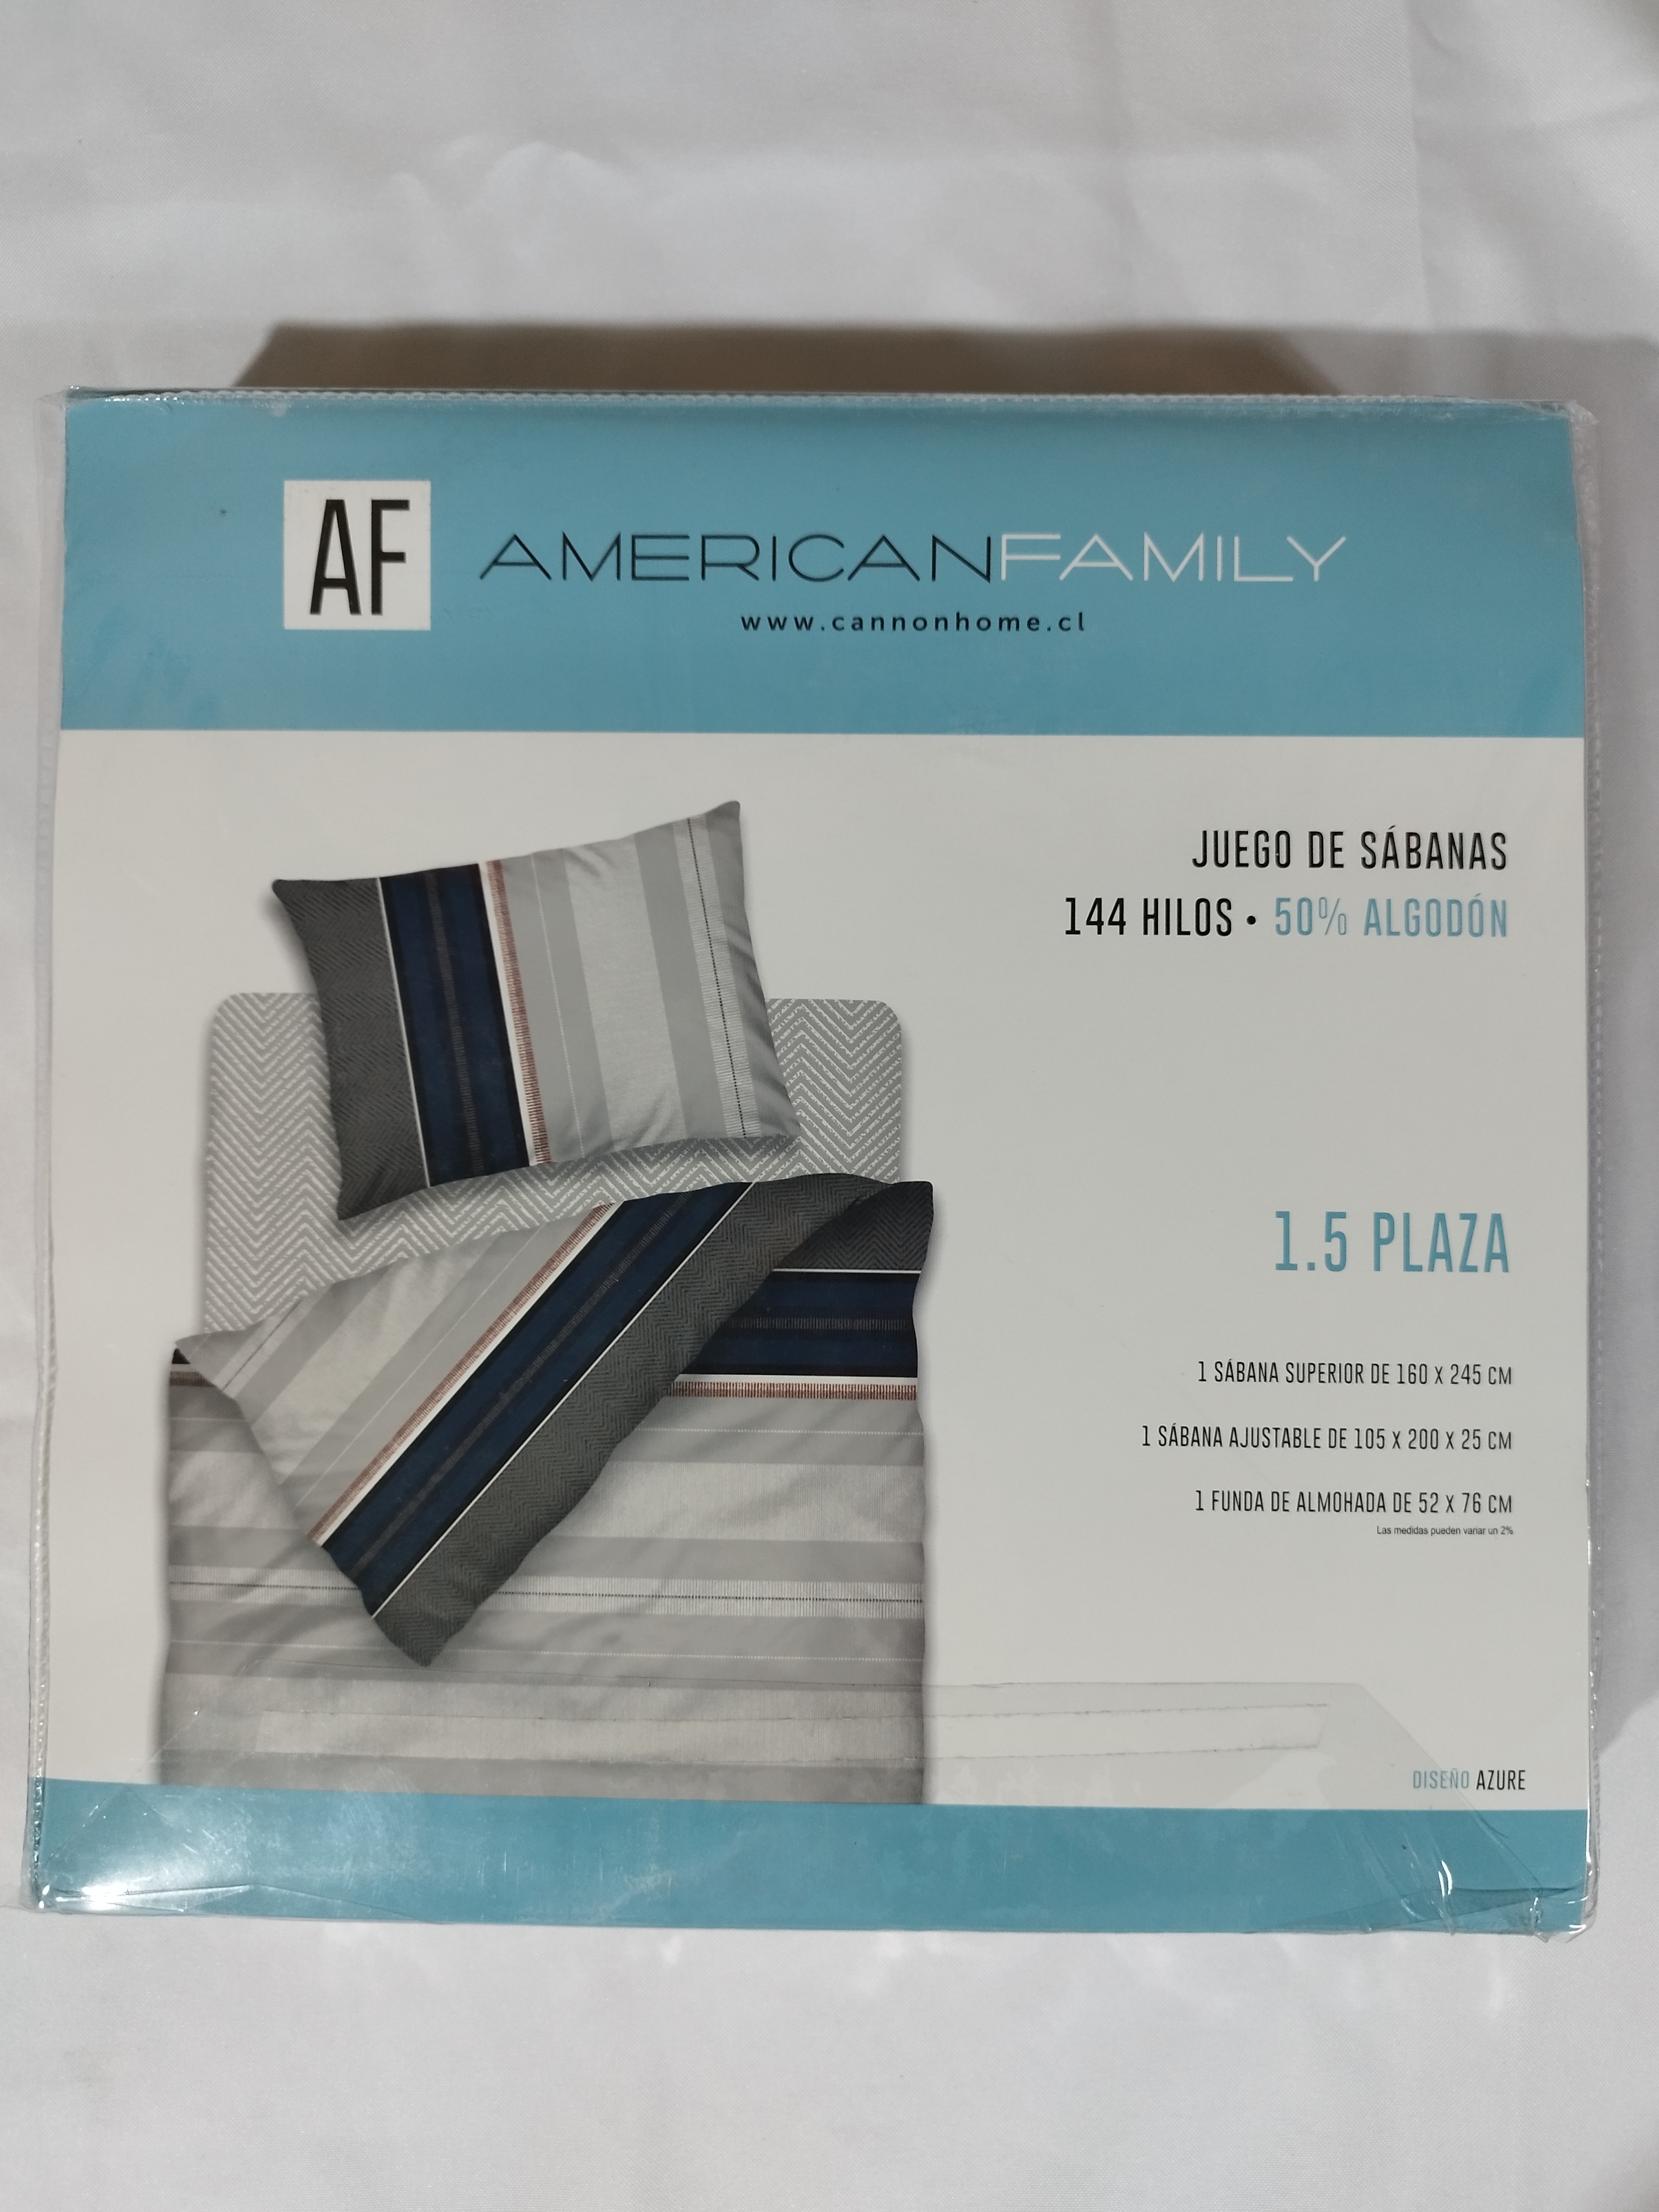 AF
AMERICANFAMILY
www.cannonhome.cl
JUEGO DE SÁBANAS
144 HILOS • 50% ALGODÓN
1.5 PLAZA
1 SÁBANA SUPERIOR DE 160 X 245 CM
1 SÁBANA AJUSTABLE DE 105 X 200 X 25 CM
1 FUNDA DE ALMOHADA DE 52 X 76 CM
Las medidas pueden variar un 2%
DISEÑO AZURE